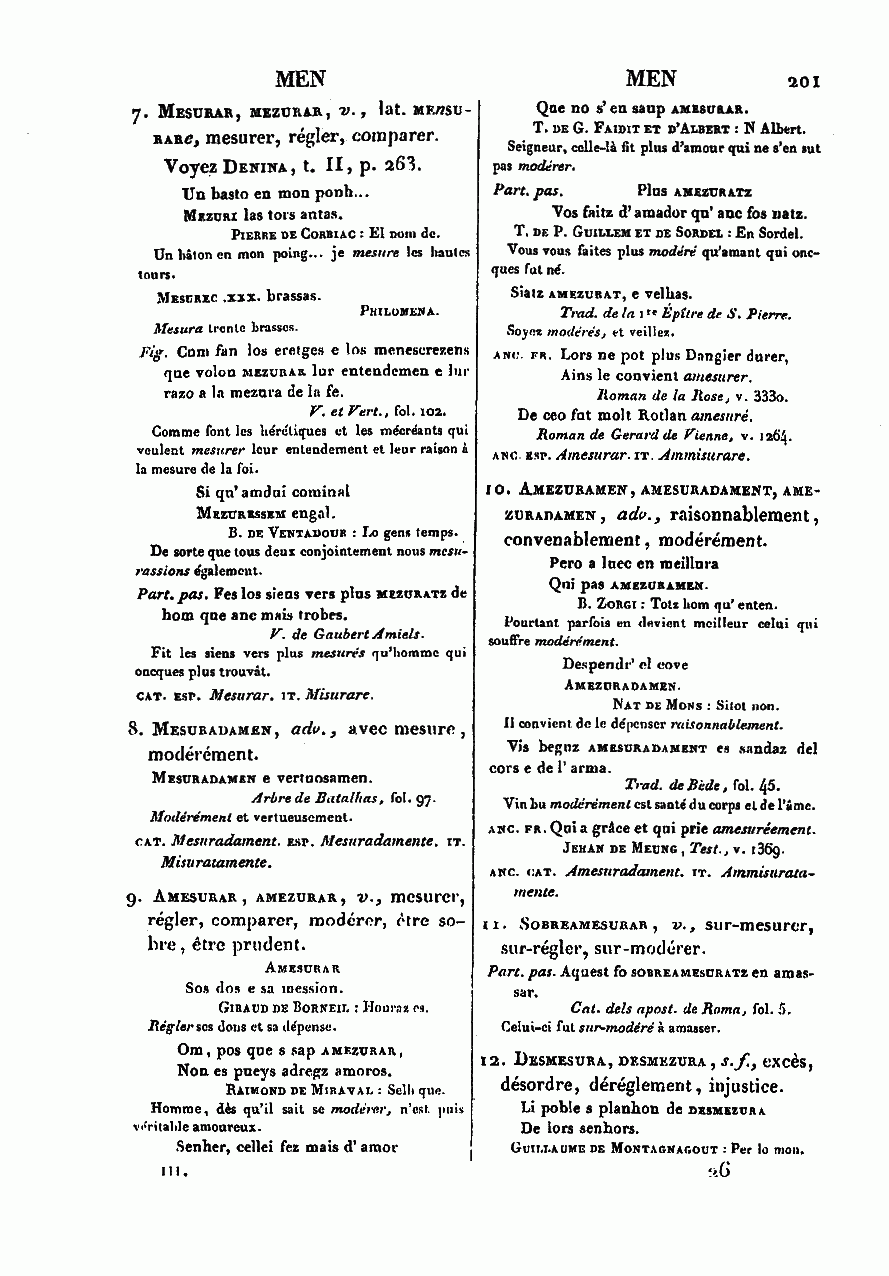 MEN
MEN 201
7. MESURAR, MEZURAR, v., lat. MENSU-
RARe, mesurer, régler, comparer.
Voyez DENINA, t. II, p. 263.
Un basto en mon ponh...
MEZURI las tors autas.
PIERRE DE CORBIAC : El nom de.
Un bâton en mon poing... je mesure les hautes
tours.
MESUREC .XXX. brassas.
PHILOMENA.
Mesura trente brasses.
Fig. Com fan los eretges e los menescrezens
que volon MEZURAR lur entendemen e lur
razo a la mezura de la fe.
V. et Vert., fol. 102.
Comme font les hérétiques et les mécréants qui
veulent mesurer leur entendement et leur raison à
la mesure de la foi.
Si qu'amdui cominal
MEZURESSEM engal.
B. DE VENTADOUR : Lo gens temps.
De sorte que tous deux conjointement nous mesu-
rassions également.
Part. pas. Fes los siens vers plus MEZURATZ de
hom que anc mais trobes.
V. de Gaubert Amiels.
Fit les siens vers plus mesurés qu'homme qui
oncques plus trouvât.
CAT. ESP. Mesurar. IT. Misurare.
8. MESURADAMEN, adv., avec mesure,
modérément.
MESURADAMEN e vertuosamen.
Arbre de Batalhas, fol. 97.
Modérément et vertueusement.
CAT. Mesuradament. ESP. Mesuradamente. IT.
Misuratamente.
9. AMESURAR, AMEZURAR, v., mesurer,
régler, comparer, modérer, être so-
bre, être prudent.
AMESURAR
Sos dos e sa mession.
GIRAUD DE BORNEIL : Honraz es.
Régler ses dons et sa dépense.
Om, pos que s sap AMEZURAR,
Non es pueys adregz amoros.
RAIMOND DE MIRAVAL : Selh que.
Homme, dès qu'il sait se modérer, n'est puis
véritable amoureux.
Senher, cellei fez mais d'amor
III.
Que no s'en saup AMESURAR.
T. DE G. FAIDIT ET D'ALBERT : N Albert.
Seigneur, celle-là fit plus d'amour qui ne s'en sut
pas modérer.
Part. pas. Plus AMEZURATZ
Vos faitz d'amador qu'anc fos natz.
T. DE P. GUILLEM ET DE SORDEL : En Sordel.
Vous vous faites plus modéré qu'amant qui onc-
ques fut né.
Siatz AMEZURAT, e velhas.
Trad. de la 1re Épître de S. Pierre.
Soyez modérés, et veillez.
ANC. FR. Lors ne pot plus Dangier durer,
Ains le convient amesurer.
Roman de la Rose, v. 3330.
De ceo fut molt Rotlan amesuré.
Roman de Gerard de Vienne, v. 1264.
ANC. ESP. Amesurar. IT. Ammisurare.
10. AMEZURAMEN, AMESURADAMENT, AME-
ZURADAMEN, adv., raisonnablement,
convenablement, modérément.
Pero a luec en meillura
Qui pas AMEZURAMEN.
B. ZORGI : Totz hom qu'enten.
Pourtant parfois en devient meilleur celui qui
souffre modérément.
Despendr' el cove
AMEZURADAMEN.
NAT DE MONS : Sitot non.
Il convient de le dépenser raisonnablement.
Vis begnz AMESURADAMENT es sandaz del
cors e de l'arma.
Trad. de Bède, fol. 45.
Vin bu modérément est santé du corps et de l'âme.
ANC. FR. Qui a grâce et qui prie amesuréement.
JEHAN DE MEUNG, Test., v. 1369.
ANC. CAT. Amesuradament. IT. Ammisurata-
mente.
11. SOBREAMESURAR, v., sur-mesurer,
sur-régler, sur-modérer.
Part. pas. Aquest fo SOBREAMESURATZ en amas-
sar.
Cat. dels apost. de Roma, fol. 5.
Celui-ci fut sur-modéré à amasser.
12. DESMESURA, DESMEZURA, s. f., excès,
désordre, déréglement, injustice.
Li poble s planhon de DESMEZURA
De lors senhors.
GUILLAUME DE MONTAGNAGOUT : Per lo mon.
26